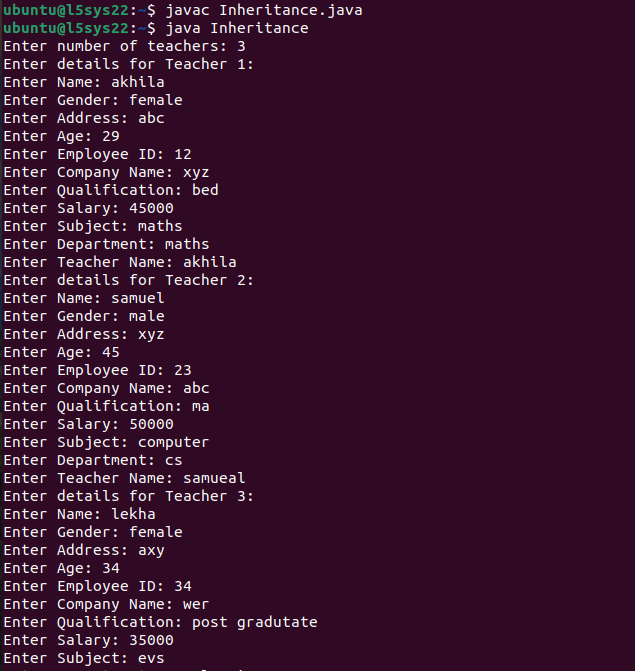 ubuntu@l5sys22:~$ javac Inheritance.java
ubuntu@l5sys22:~$ java Inheritance
Enter number of teachers: 3
Enter details for Teacher 1:
Enter Name: akhila
Enter Gender: female
Enter Address: abc
Enter Age: 29
Enter Employee ID: 12
Enter Company Name: xyz
Enter Qualification: bed
Enter Salary: 45000
Enter Subject: maths
Enter Department: maths
Enter Teacher Name: akhila
Enter details for Teacher 2:
Enter Name: samuel
Enter Gender: male
Enter Address: xyz
Enter Age: 45
Enter Employee ID: 23
Enter Company Name: abc
Enter Qualification: ma
Enter Salary: 50000
Enter Subject: computer
Enter Department: cs
Enter Teacher Name: samueal
Enter details for Teacher 3:
Enter Name: lekha
Enter Gender: female
Enter Address: axy
Enter Age: 34
Enter Employee ID: 34
Enter Company Name: wer
Enter Qualification: post gradutate
Enter Salary: 35000
Enter Subject: evs